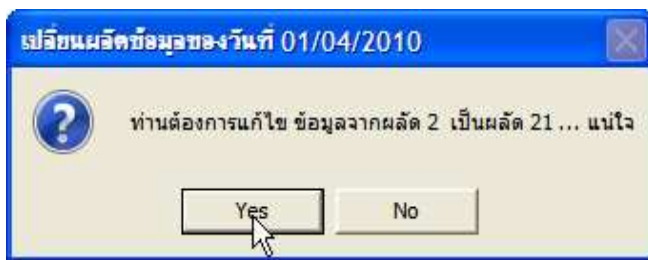 เปลี่ยนผลัดข้อมูลของวันที่ 01/04/2010
ท่านต้องการแก้ไข ข้อมูลจากผลัด 2 เป็นผลัด 21 ... แน่ใจ
Yes
No